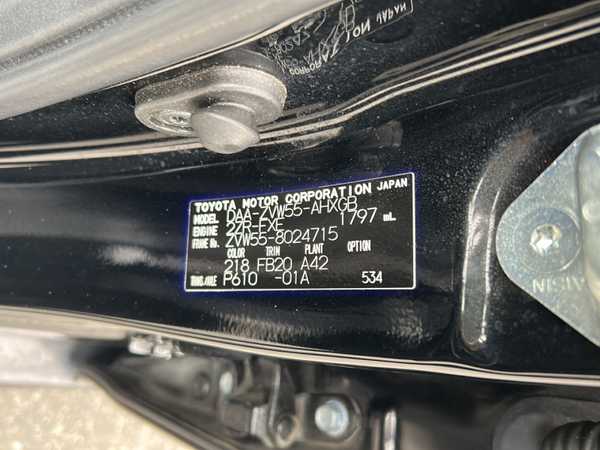 TOYOTA MOTOR CORPORATION JAPAN
MODEL DAA-ZVW55-AHXGB
ENGINE 2ZR-FXE 1797 mL
FRAME No. ZVW55-8024715
COLOR TRIM PLANT OPTION
218 FB20 A42
TRANS./AXLE P610 -01A 534
AISIN